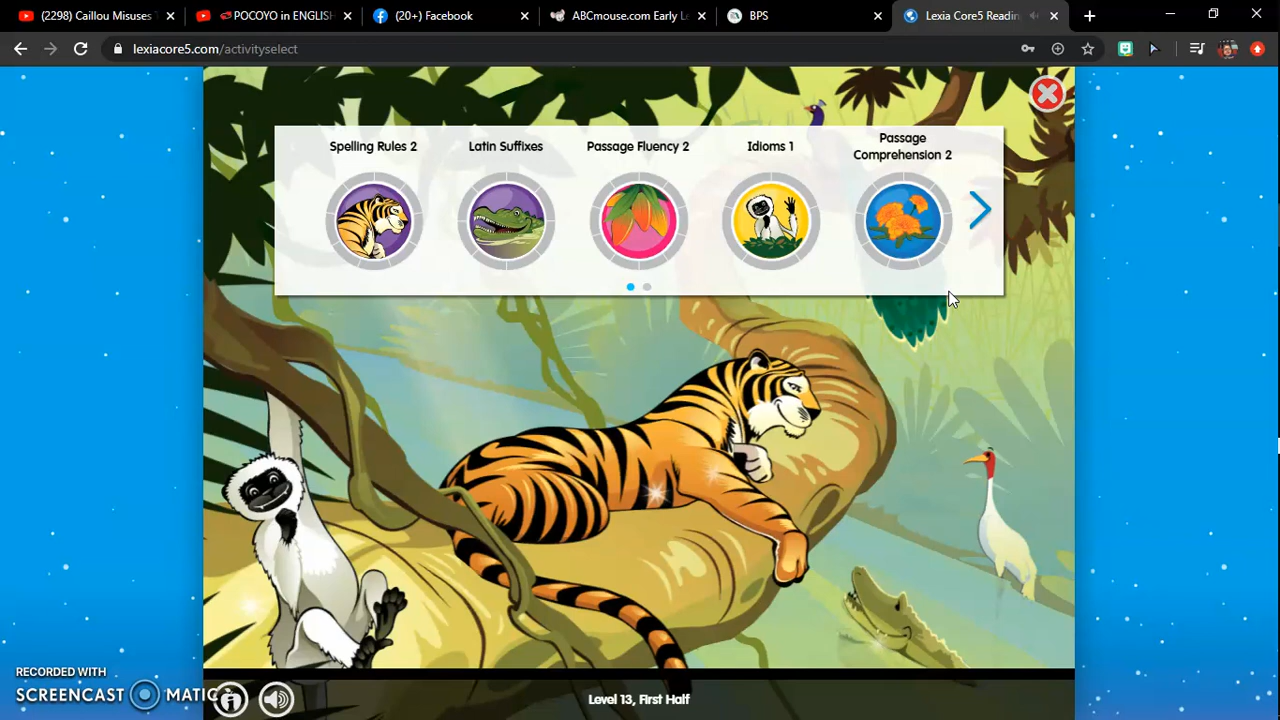 (2298) Caillou Misuses T
POCOYO in ENGLISH
(20+) Facebook
ABCmouse.com Early Le
BPS
Lexia Core5 Readin
lexiacore5.com/activityselect
Spelling Rules 2
Latin Suffixes
Passage Fluency 2
Idioms 1
Passage
Comprehension 2
RECORDED WITH
SCREENCAST MATIC
Level 13, First Half